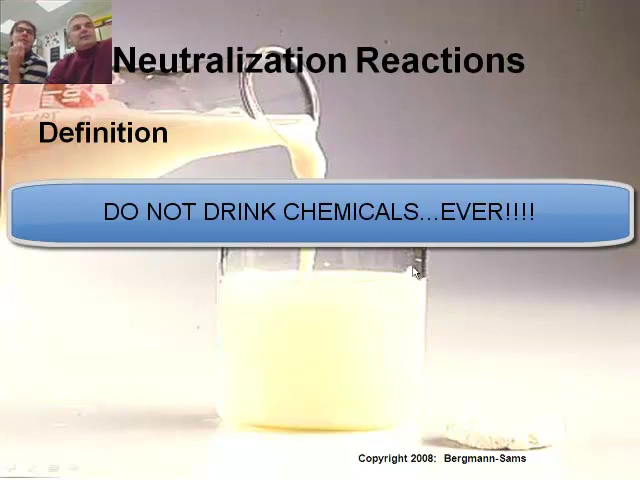 Neutralization Reactions
Definition
DO NOT DRINK CHEMICALS...EVER!!!!
Copyright 2008: Bergmann-Sams